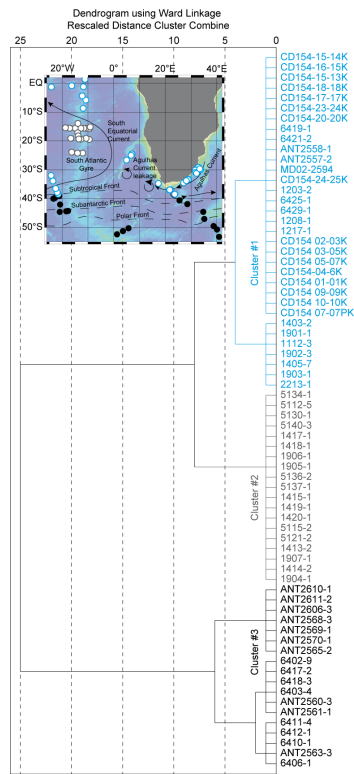 Dendrogram using Ward Linkage
Rescaled Distance Cluster Combine
25 20 15 10 5 0
20°W 0° 20°E 40°E
EQ
10°S
20°S
30°S
40°S
50°S
South
Equatorial
Current
South Atlantic
Gyre
Agulhas
Current
leakage
Agulhas Current
Subtropical Front
Subantarctic Front
Polar Front
Cluster #1
CD154-15-14K
CD154-16-15K
CD154-15-13K
CD154-18-18K
CD154-17-17K
CD154-23-24K
CD154-20-20K
6419-1
6421-2
ANT2558-1
ANT2557-2
MD02-2594
CD154-24-25K
1203-2
6425-1
6429-1
1208-1
1217-1
CD154 02-03K
CD154 03-05K
CD154 05-07K
CD154-04-6K
CD154 01-01K
CD154 09-09K
CD154 10-10K
CD154 07-07PK
1403-2
1901-1
1112-3
1902-3
1405-7
1903-1
2213-1
Cluster #2
5134-1
5112-5
5130-1
5140-3
1417-1
1418-1
1906-1
1905-1
5136-2
5137-1
1415-1
1419-1
1420-1
5115-2
5121-2
1413-2
1907-1
1414-2
1904-1
Cluster #3
ANT2610-1
ANT2611-2
ANT2606-3
ANT2568-3
ANT2569-1
ANT2570-1
ANT2565-2
6402-9
6417-2
6418-3
6403-4
ANT2560-3
ANT2561-1
6411-4
6412-1
6410-1
ANT2563-3
6406-1